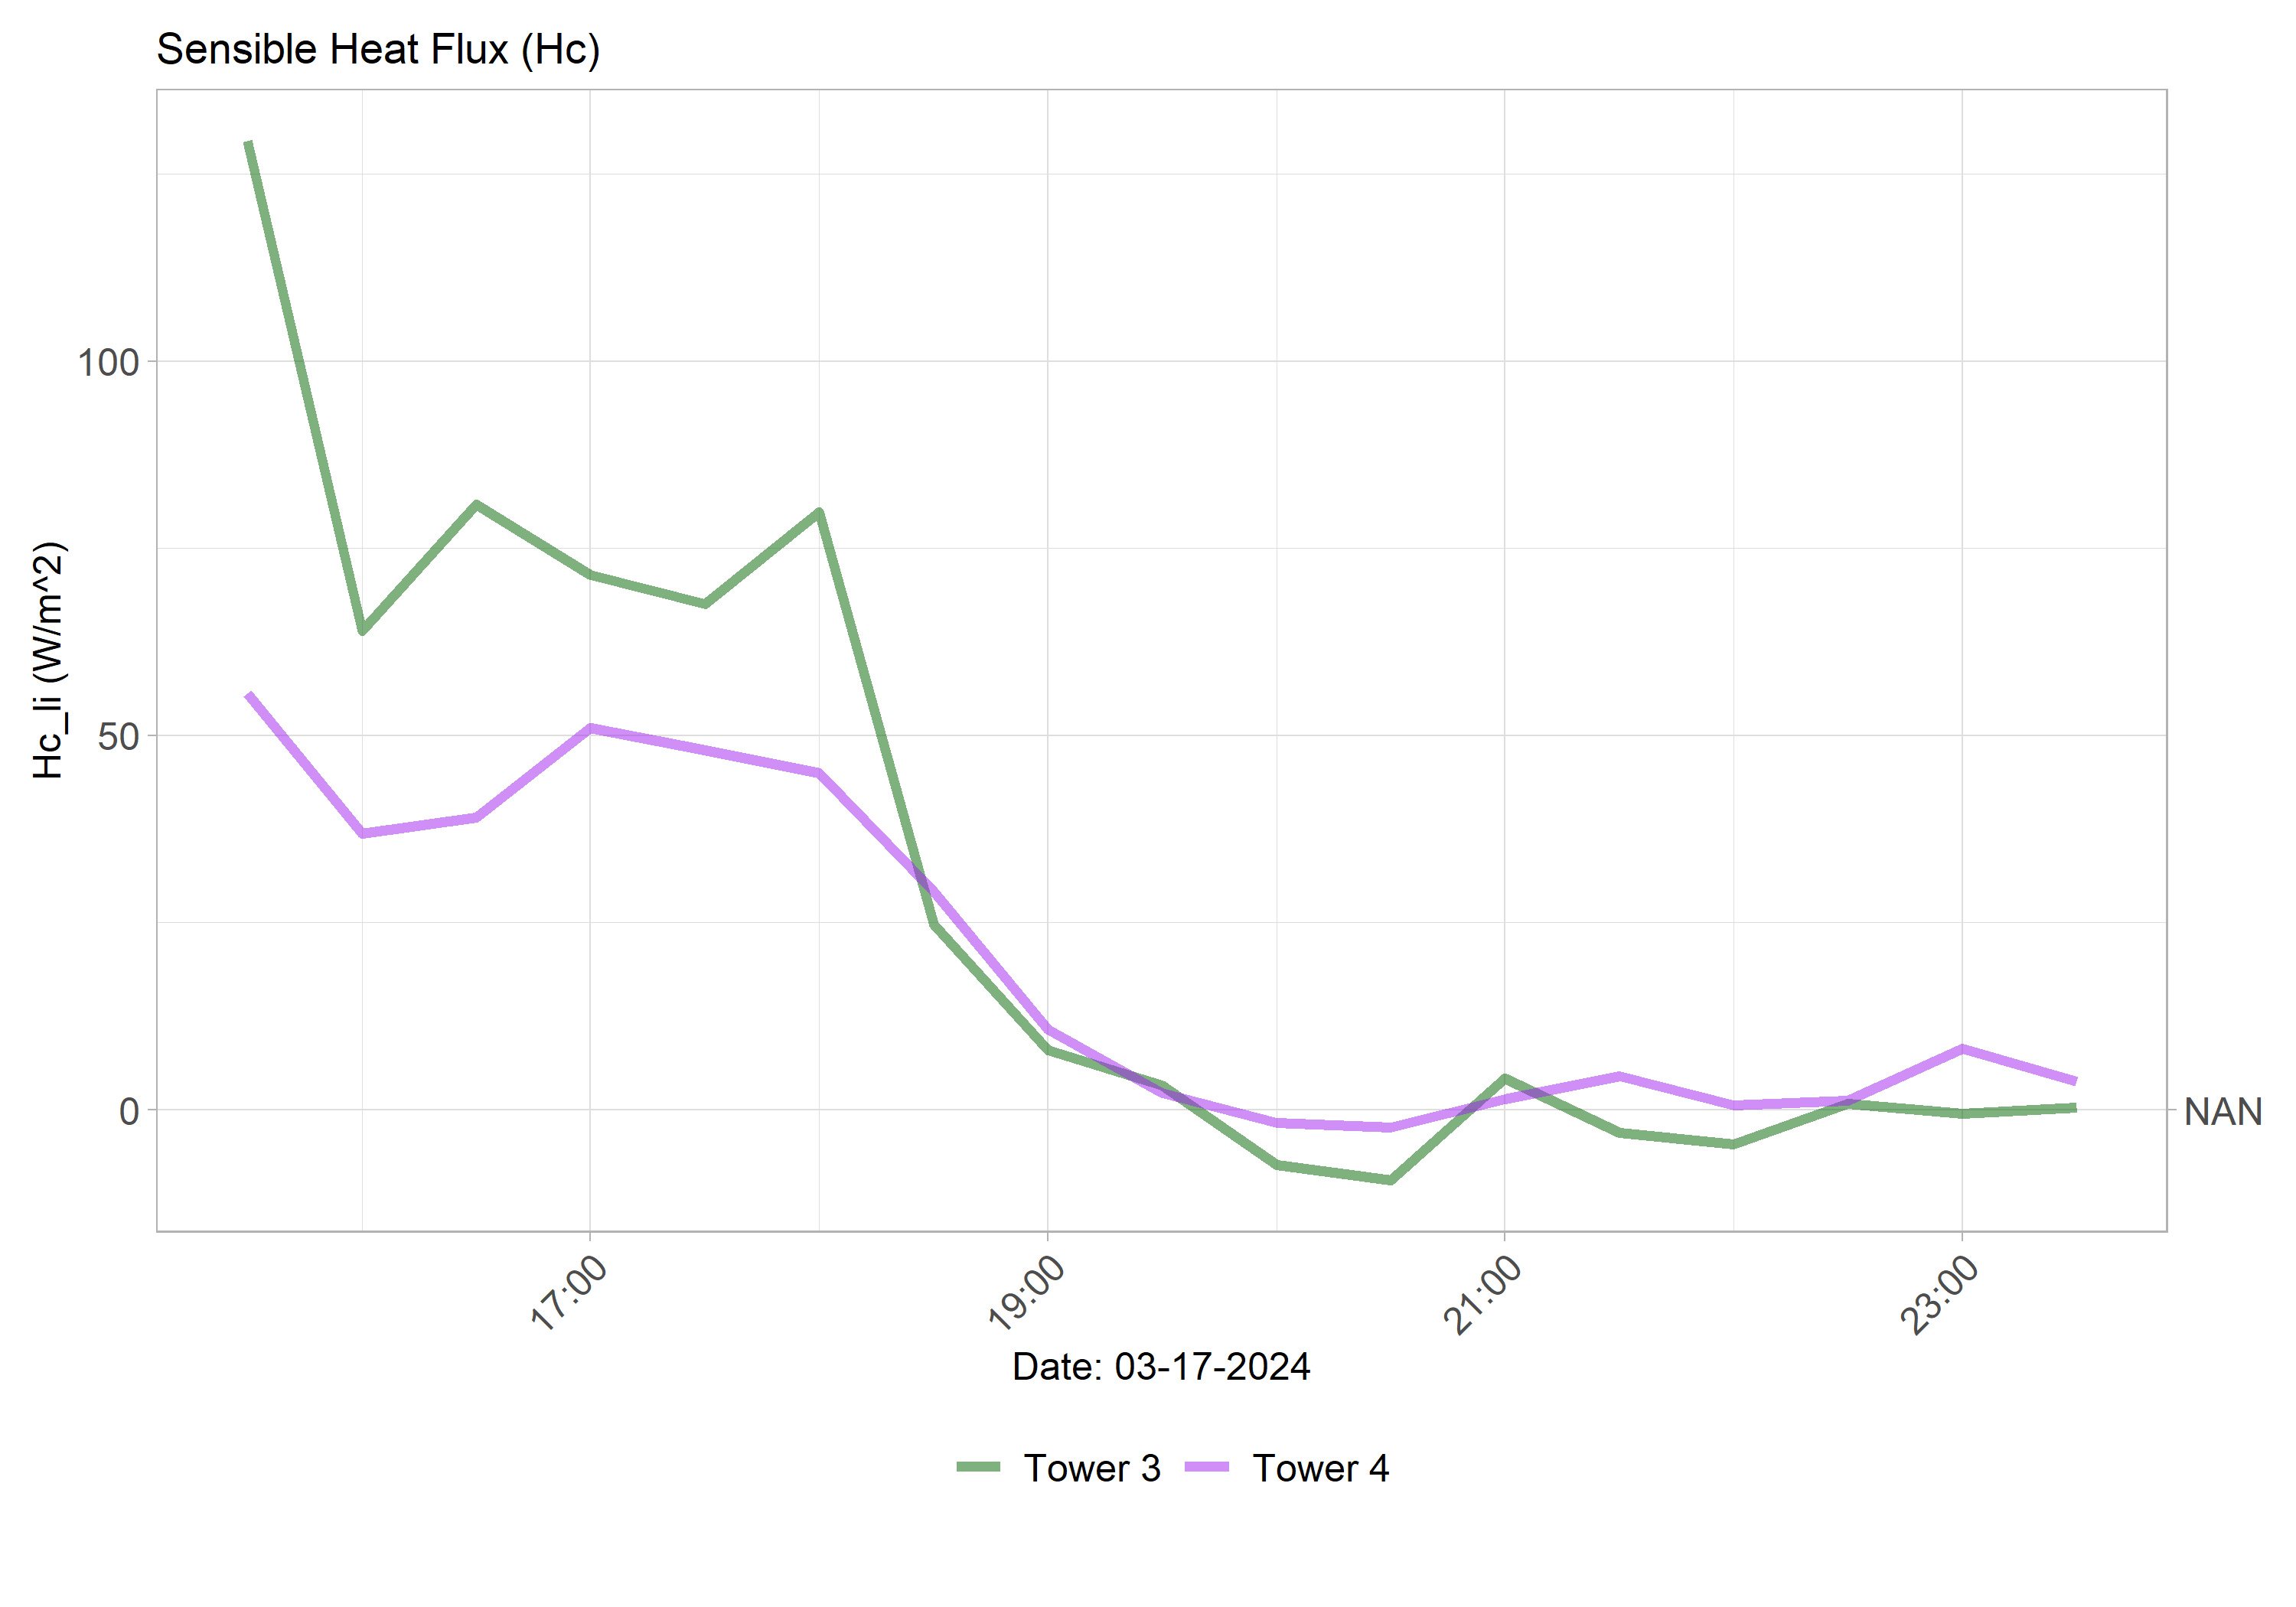 Sensible Heat Flux (Hc)
Hc_li (W/m^2)
100
50
0
NAN
17:00
19:00
21:00
23:00
Date: 03-17-2024
Tower 3
Tower 4